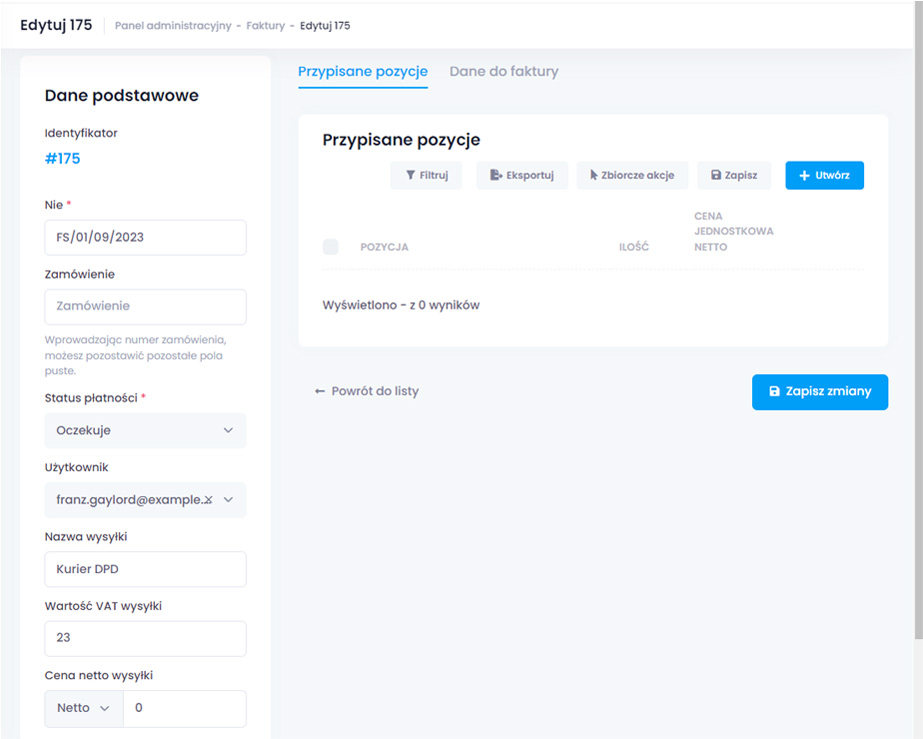 Edytuj 175 Panel administracyjny - Faktury - Edytuj 175
Dane podstawowe
Identyfikator
#175
Nie *
FS/01/09/2023
Zamówienie
Zamówienie
Wprowadzając numer zamówienia,
możesz pozostawić pozostałe pola
puste.
Status płatności *
Oczekuje
Użytkownik
franz.gaylord@example.
Nazwa wysyłki
Kurier DPD
Wartość VAT wysyłki
23
Cena netto wysyłki
Netto 0
Przypisane pozycje Dane do faktury
Przypisane pozycje
Filtruj Eksportuj Zbiorcze akcje Zapisz + Utwórz
POZYCJA ILOŚĆ CENA
JEDNOSTKOWA
NETTO
Wyświetlono - z 0 wyników
← Powrót do listy Zapisz zmiany